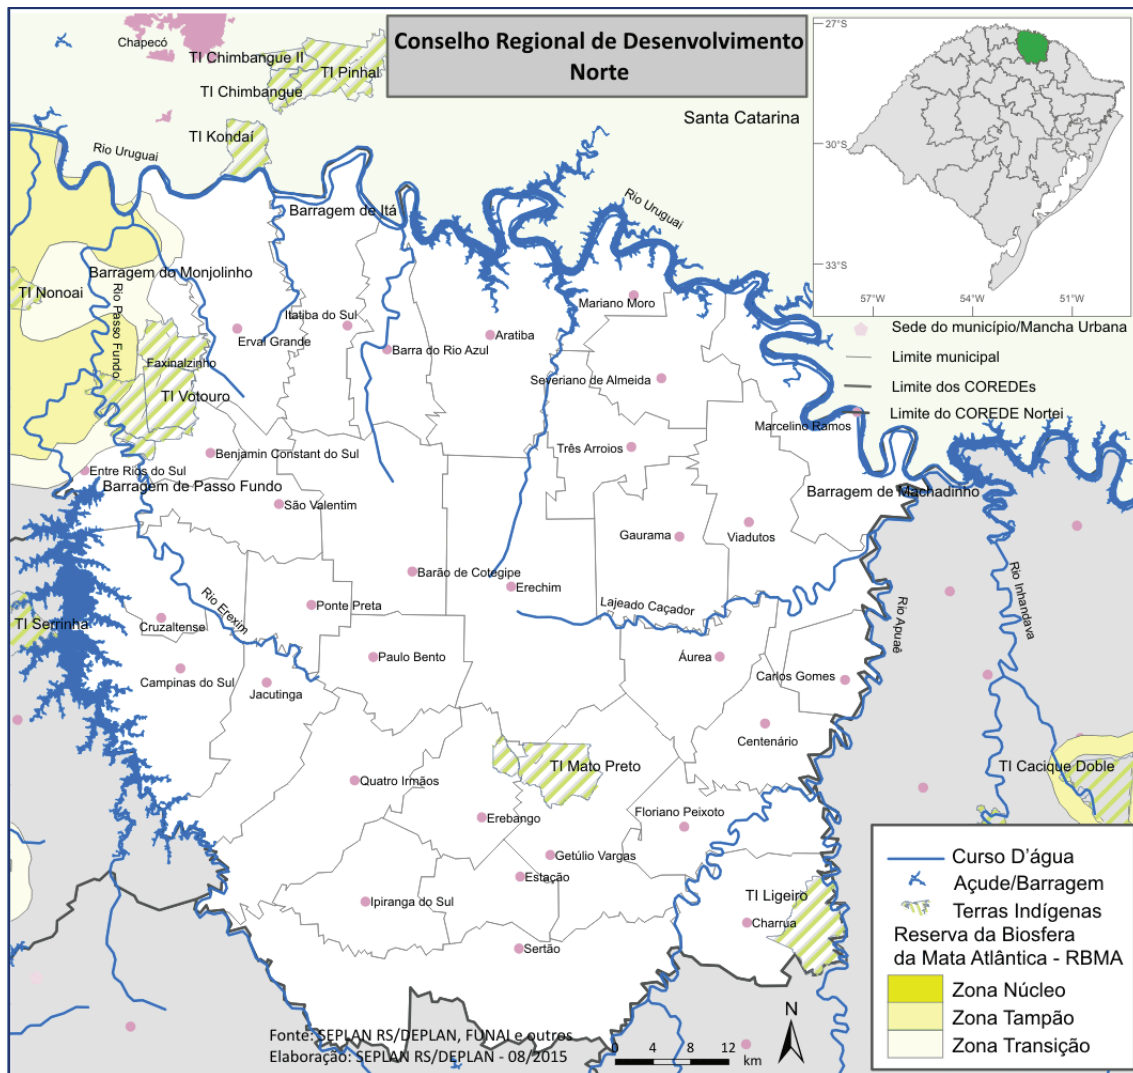 Conselho Regional de Desenvolvimento
Norte
Chapecó
TI Chimbangue II
TI Pinhal
TI Chimbangue
TI Kondaí
Santa Catarina
Rio Uruguai
Rio Uruguai
27°S
30°S
33°S
57°W
54°W
51°W
Sede do município/Mancha Urbana
Limite municipal
Limite dos COREDEs
Limite do COREDE Nortei
Barragem de Itá
Barragem do Monjolinho
TI Nonoai
Rio Passo Fundo
Mariano Moro
Itatiba do Sul
Erval Grande
Aratiba
Barra do Rio Azul
Faxinalzinho
TI Votouro
Severiano de Almeida
Marcelino Ramos
Três Arroios
Benjamin Constant do Sul
Entre Rios do Sul
Barragem de Passo Fundo
Barragem de Machadinho
São Valentim
Gaurama
Viadutos
Barão de Cotegipe
Erechim
Rio Erexim
Ponte Preta
Lajeado Caçador
Rio Apuaê
Rio Inhandava
TI Serrinha
Cruzaltense
Paulo Bento
Áurea
Campinas do Sul
Jacutinga
Carlos Gomes
Centenário
TI Mato Preto
TI Cacique Doble
Quatro Irmãos
Erebango
Floriano Peixoto
Getúlio Vargas
Estação
Ipiranga do Sul
TI Ligeiro
Charrua
Sertão
Curso D'água
Açude/Barragem
Terras Indígenas
Reserva da Biosfera
da Mata Atlântica - RBMA
Zona Núcleo
Zona Tampão
Zona Transição
N
Fonte: SEPLAN RS/DEPLAN, FUNAI e outros
Elaboração: SEPLAN RS/DEPLAN - 08/2015
0 4 8 12
km